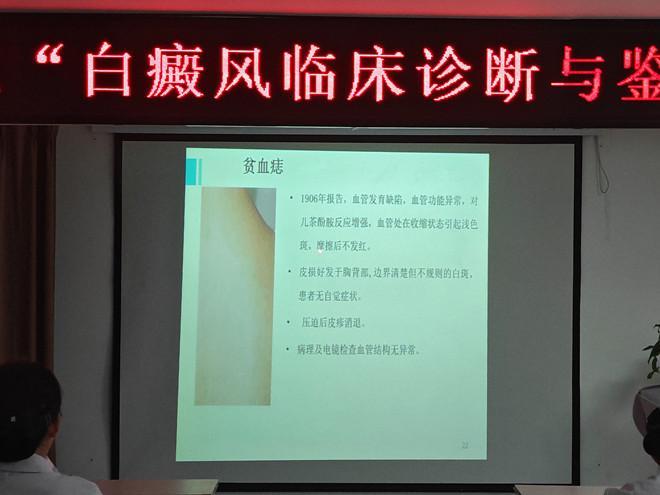 “白癜风临床诊断与鉴
贫血痣
• 1906年报告，血管发育缺陷，血管功能异常，对
儿茶酚胺反应增强，血管处在收缩状态引起浅色
斑，摩擦后不发红。
• 皮损好发于胸背部,边界清楚但不规则的白斑，
患者无自觉症状。
• 压迫后皮疹消退。
• 病理及电镜检查血管结构无异常。
22